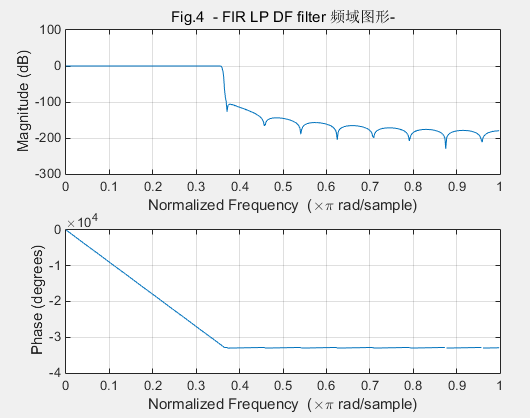 Fig.4 - FIR LP DF filter 频域图形-
100
0
-100
-200
-300
Magnitude (dB)
0 0.1 0.2 0.3 0.4 0.5 0.6 0.7 0.8 0.9 1
Normalized Frequency (×π rad/sample)
×10^4
0
-1
-2
-3
-4
Phase (degrees)
0 0.1 0.2 0.3 0.4 0.5 0.6 0.7 0.8 0.9 1
Normalized Frequency (×π rad/sample)